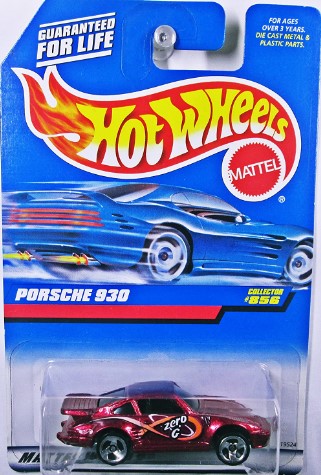 GUARANTEED
FOR LIFE
FOR AGES
OVER 3 YEARS.
DIE CAST METAL &
PLASTIC PARTS.
HOT WHEELS
MATTEL
®
PORSCHE 930
COLLECTOR
#856
zero
G